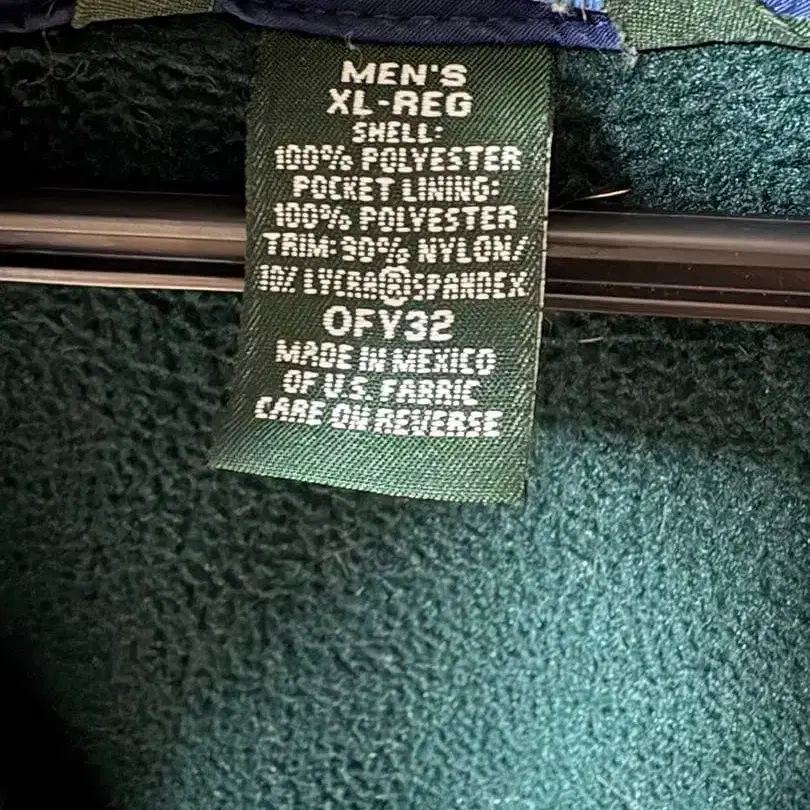 MEN'S
XL-REG
SHELL:
100% POLYESTER
POCKET LINING:
100% POLYESTER
TRIM: 90% NYLON/
10% LYCRA® SPANDEX
OFY32
MADE IN MEXICO
OF U.S. FABRIC
CARE ON REVERSE